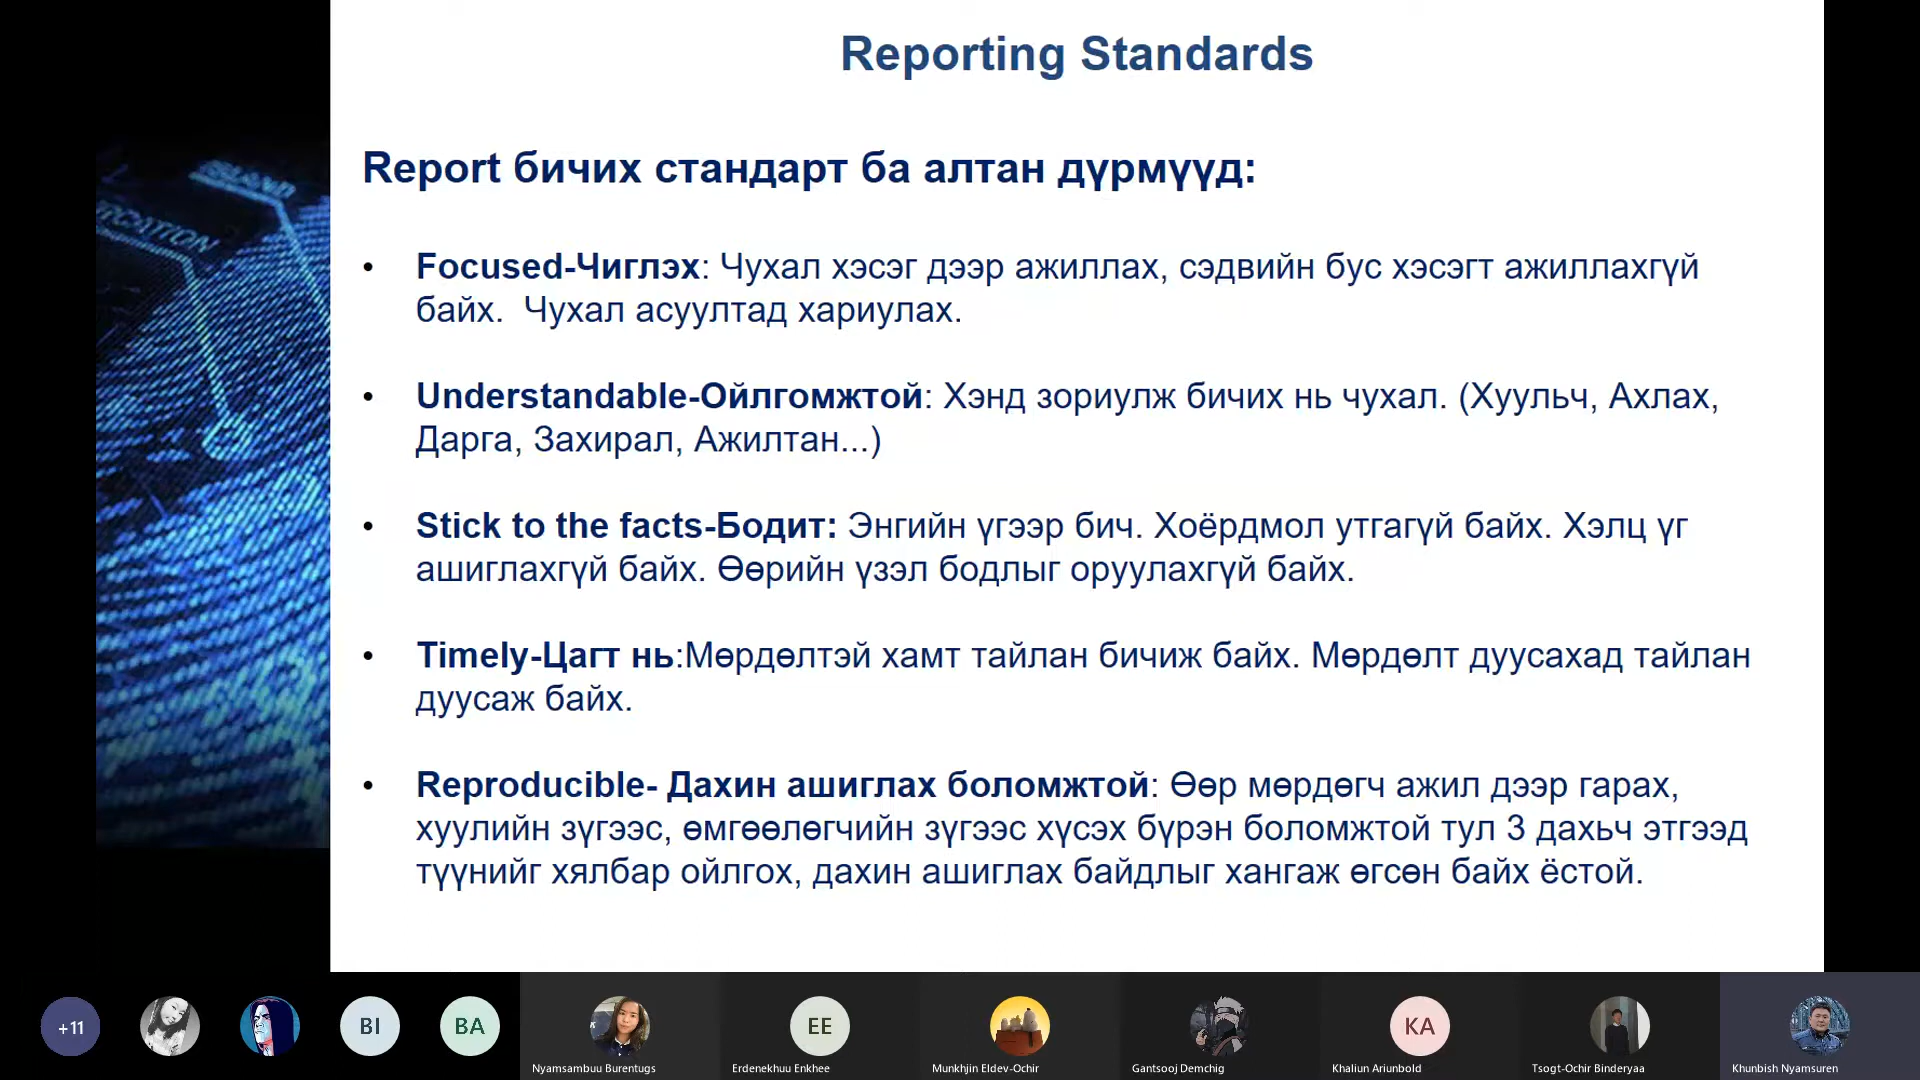 Reporting Standards
Report бичих стандарт ба алтан дүрмүүд:
• Focused-Чиглэх: Чухал хэсэг дээр ажиллах, сэдвийн бус хэсэгт ажиллахгүй
байх.  Чухал асуултад хариулах.
• Understandable-Ойлгомжтой: Хэнд зориулж бичих нь чухал. (Хуульч, Ахлах,
Дарга, Захирал, Ажилтан...)
• Stick to the facts-Бодит: Энгийн үгээр бич. Хоёрдмол утгагүй байх. Хэлц үг
ашиглахгүй байх. Өөрийн үзэл бодлыг оруулахгүй байх.
• Timely-Цагт нь:Мөрдөлтэй хамт тайлан бичиж байх. Мөрдөлт дуусахад тайлан
дуусаж байх.
• Reproducible- Дахин ашиглах боломжтой: Өөр мөрдөгч ажил дээр гарах,
хуулийн зүгээс, өмгөөлөгчийн зүгээс хүсэх бүрэн боломжтой тул 3 дахьч этгээд
түүнийг хялбар ойлгох, дахин ашиглах байдлыг хангаж өгсөн байх ёстой.
+11
BI
BA
EE
KA
Nyamsambuu Burentugs
Erdenekhuu Enkhee
Munkhjin Eldev-Ochir
Gantsooj Demchig
Khaliun Ariunbold
Tsogt-Ochir Binderyaa
Khunbish Nyamsuren